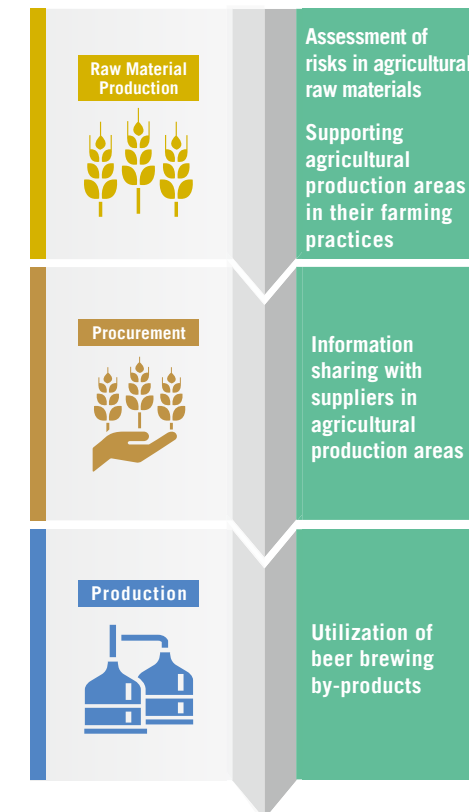 Raw Material
Production
Assessment of
risks in agricultural
raw materials
Supporting
agricultural
production areas
in their farming
practices
Procurement
Information
sharing with
suppliers in
agricultural
production areas
Production
Utilization of
beer brewing
by-products